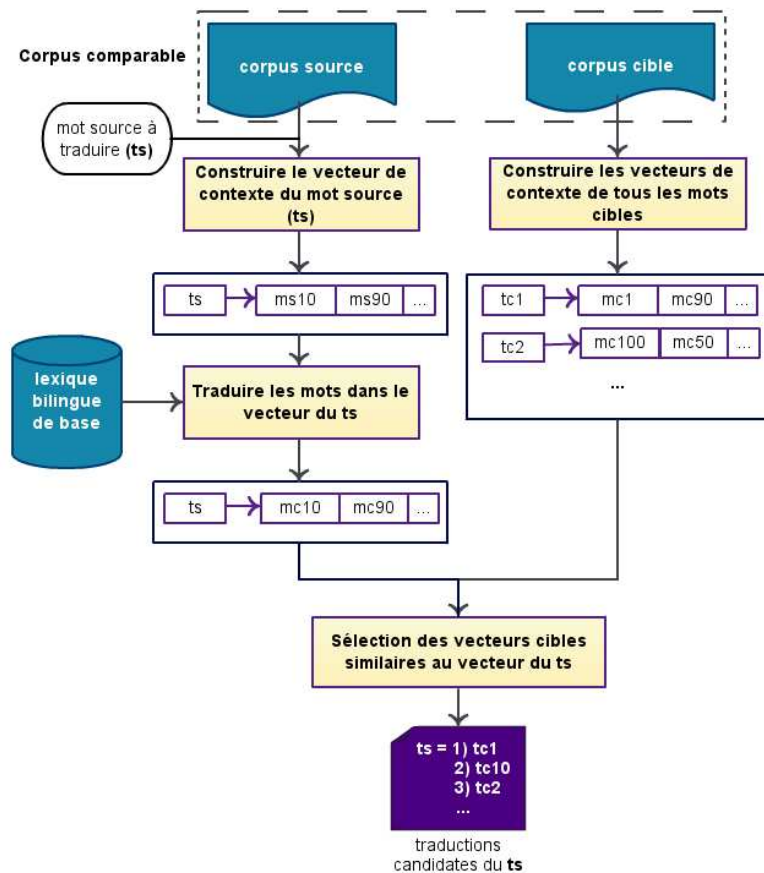 Corpus comparable
corpus source
corpus cible
mot source à
traduire (ts)
Construire le vecteur de
contexte du mot source
(ts)
Construire les vecteurs de
contexte de tous les mots
cibles
ts
ms10
ms90
...
tc1
mc1
mc90
...
tc2
mc100
mc50
...
...
lexique
bilingue
de base
Traduire les mots dans le
vecteur du ts
ts
mc10
mc90
...
Sélection des vecteurs cibles
similaires au vecteur du ts
ts = 1) tc1
2) tc10
3) tc2
...
traductions
candidates du ts